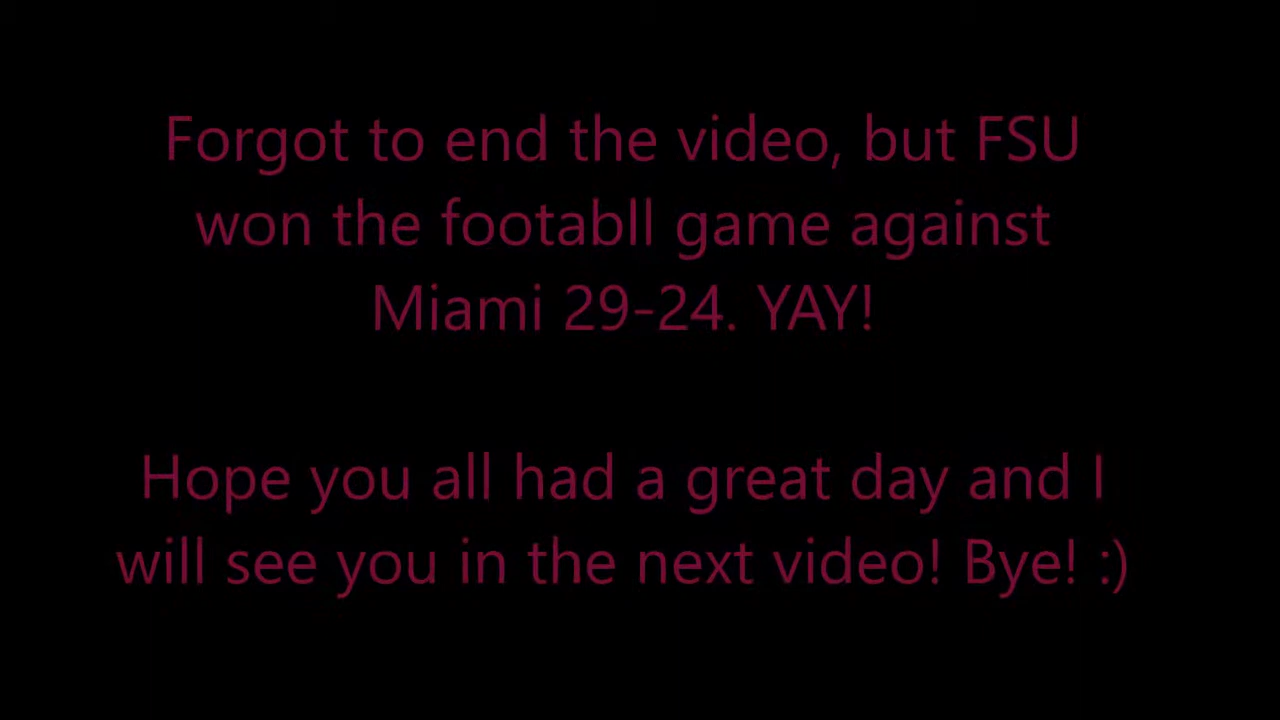 Forgot to end the video, but FSU
won the footabll game against
Miami 29-24. YAY!
Hope you all had a great day and I
will see you in the next video! Bye! :)